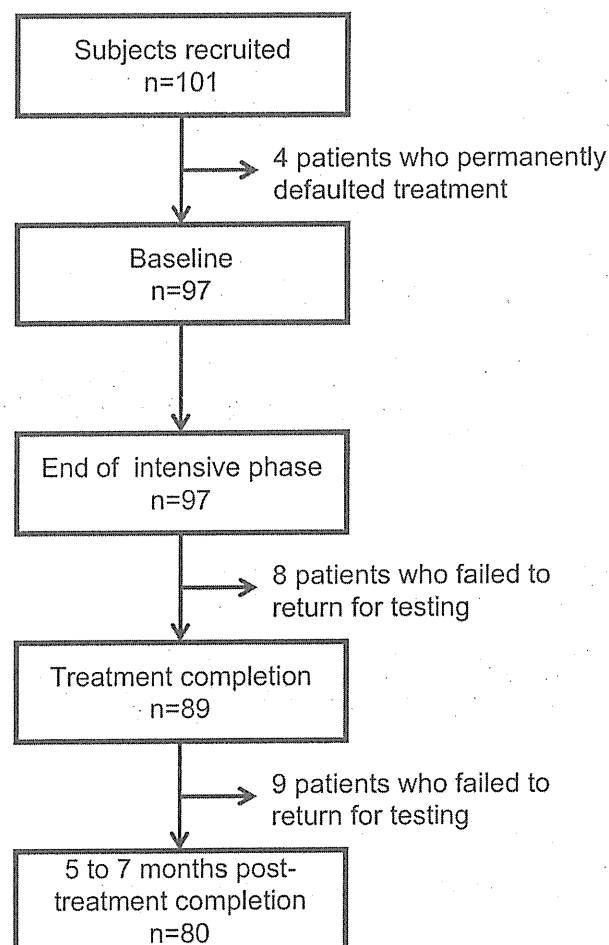 Subjects recruited
n=101
4 patients who permanently
defaulted treatment
Baseline
n=97
End of intensive phase
n=97
8 patients who failed to
return for testing
Treatment completion
n=89
9 patients who failed to
return for testing
5 to 7 months post-
treatment completion
n=80